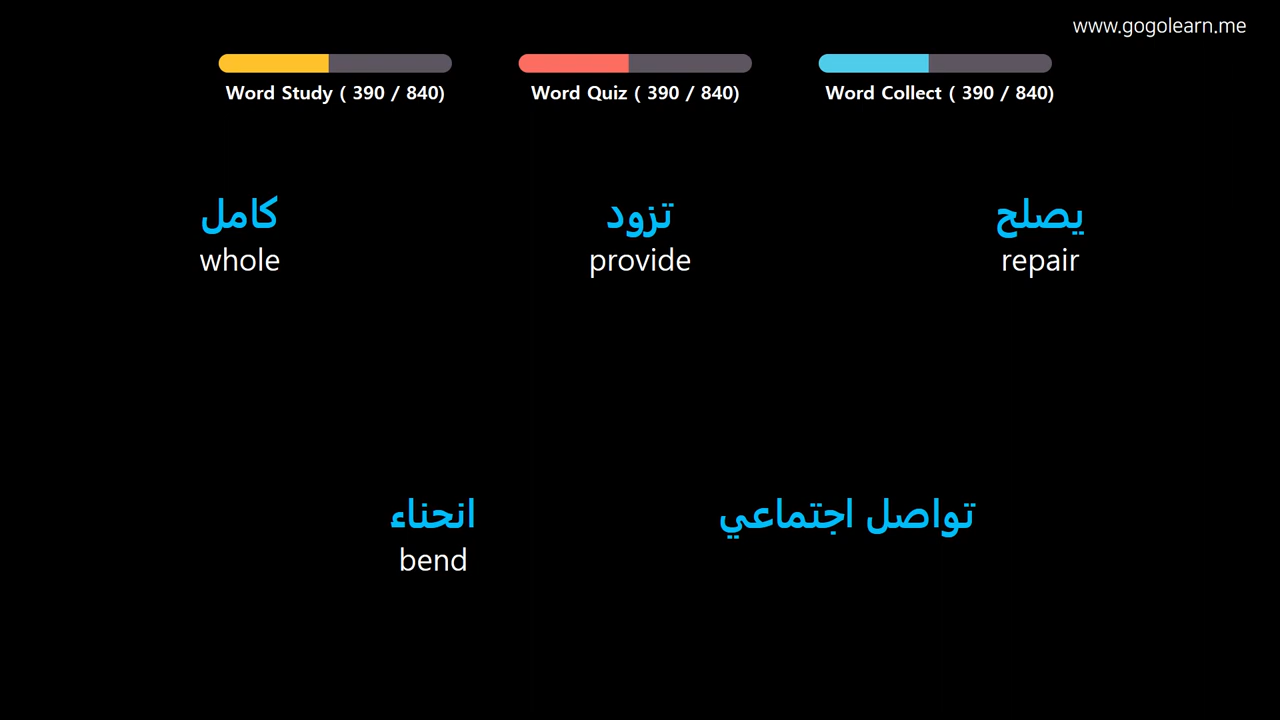 www.gogolearn.me
Word Study ( 390 / 840)
Word Quiz ( 390 / 840)
Word Collect ( 390 / 840)
كامل
whole
تزود
provide
يصلح
repair
انحناء
bend
تواصل اجتماعي